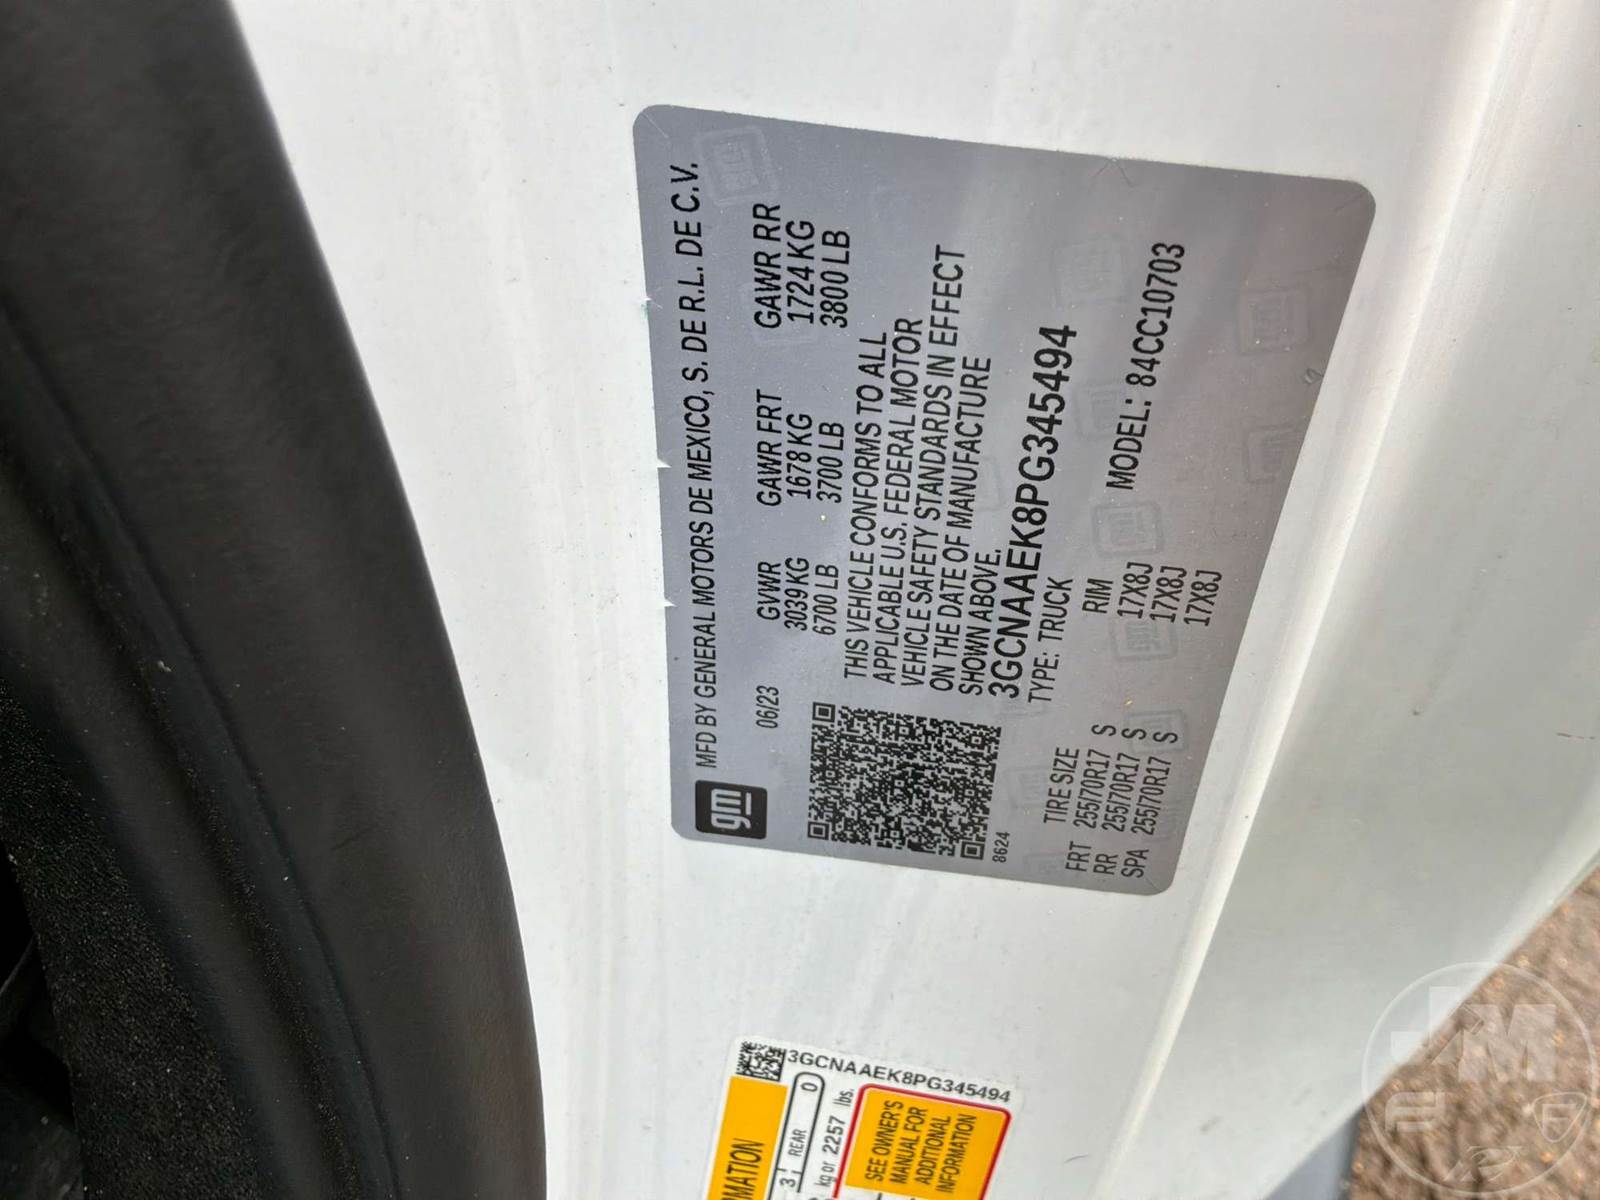 gm
MFD BY GENERAL MOTORS DE MEXICO, S. DE R.L. DE C.V.
06/23 GVWR GAWR FRT GAWR RR
3039 KG 1678 KG 1724 KG
6700 LB 3700 LB 3800 LB
THIS VEHICLE CONFORMS TO ALL
APPLICABLE U.S. FEDERAL MOTOR
VEHICLE SAFETY STANDARDS IN EFFECT
ON THE DATE OF MANUFACTURE
SHOWN ABOVE.
3GCNAAEK8PG345494
8624
TYPE: TRUCK
TIRE SIZE RIM
FRT 255/70R17 S 17X8J MODEL: 84CC10703
RR 255/70R17 S 17X8J
SPA 255/70R17 S 17X8J
3GCNAAEK8PG345494
3 REAR 0
kg or 2257 lbs.
SEE OWNER'S
MANUAL FOR
ADDITIONAL
INFORMATION
JM